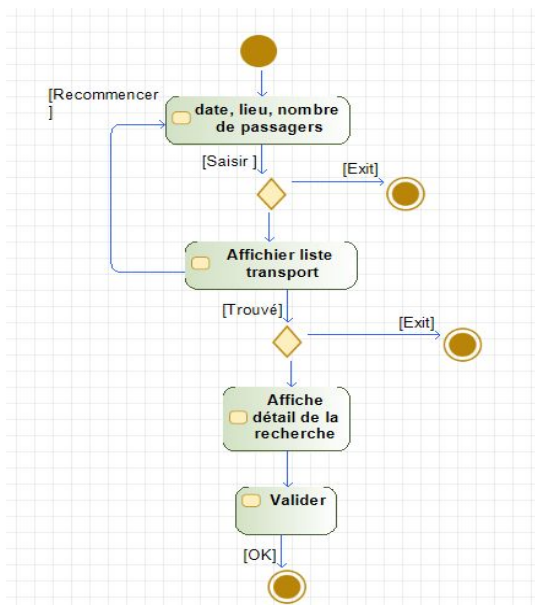 [Recommencer
]
date, lieu, nombre
de passagers
[Saisir ]
[Exit]
Affichier liste
transport
[Trouvé]
[Exit]
Affiche
détail de la
recherche
Valider
[OK]